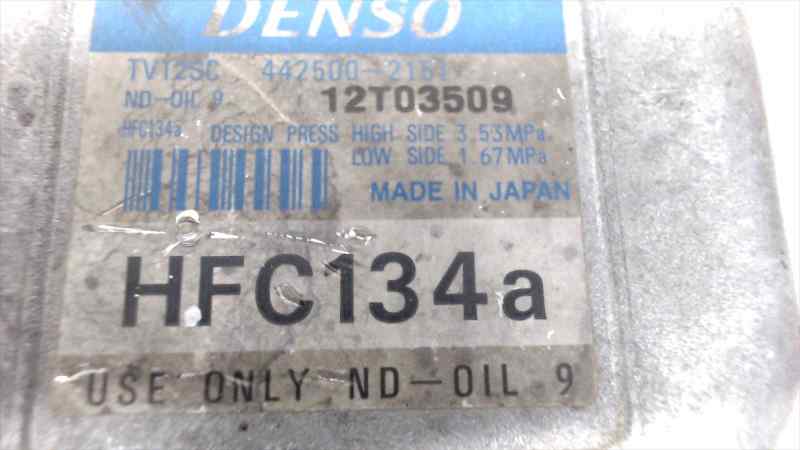 DENSO
TV12SC 442500-2151
ND-OIL 9 12T03509
HFC134a DESIGN PRESS HIGH SIDE 3.53MPa
LOW SIDE 1.67MPa
MADE IN JAPAN
HFC134a
USE ONLY ND-OIL 9